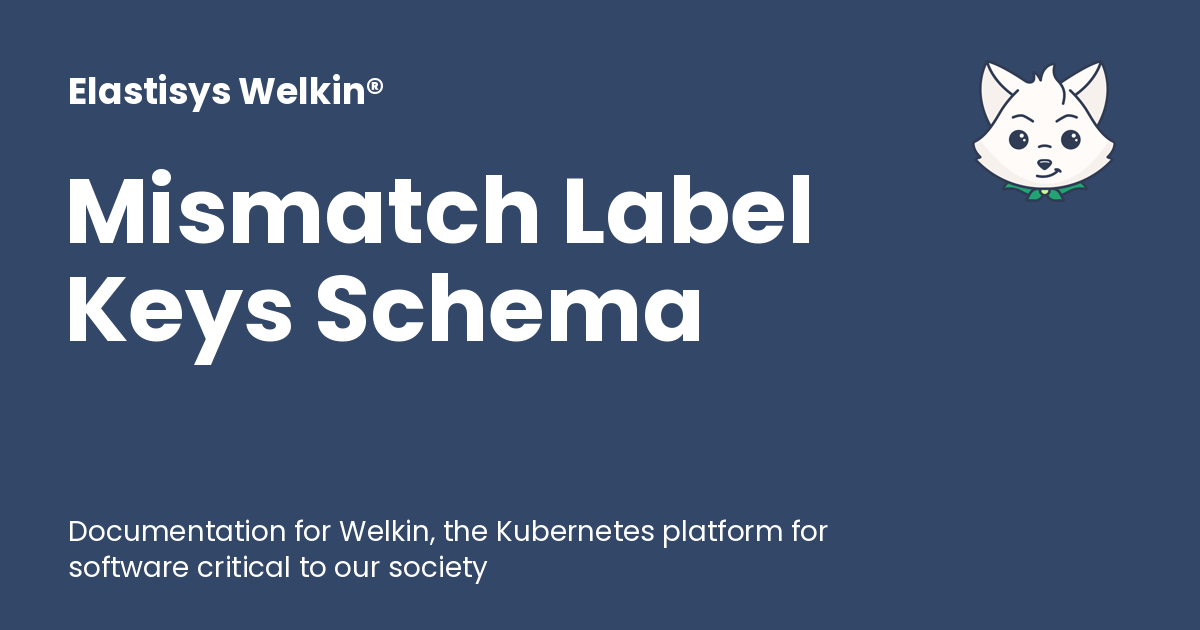 Elastisys Welkin®
Mismatch Label
Keys Schema
Documentation for Welkin, the Kubernetes platform for
software critical to our society